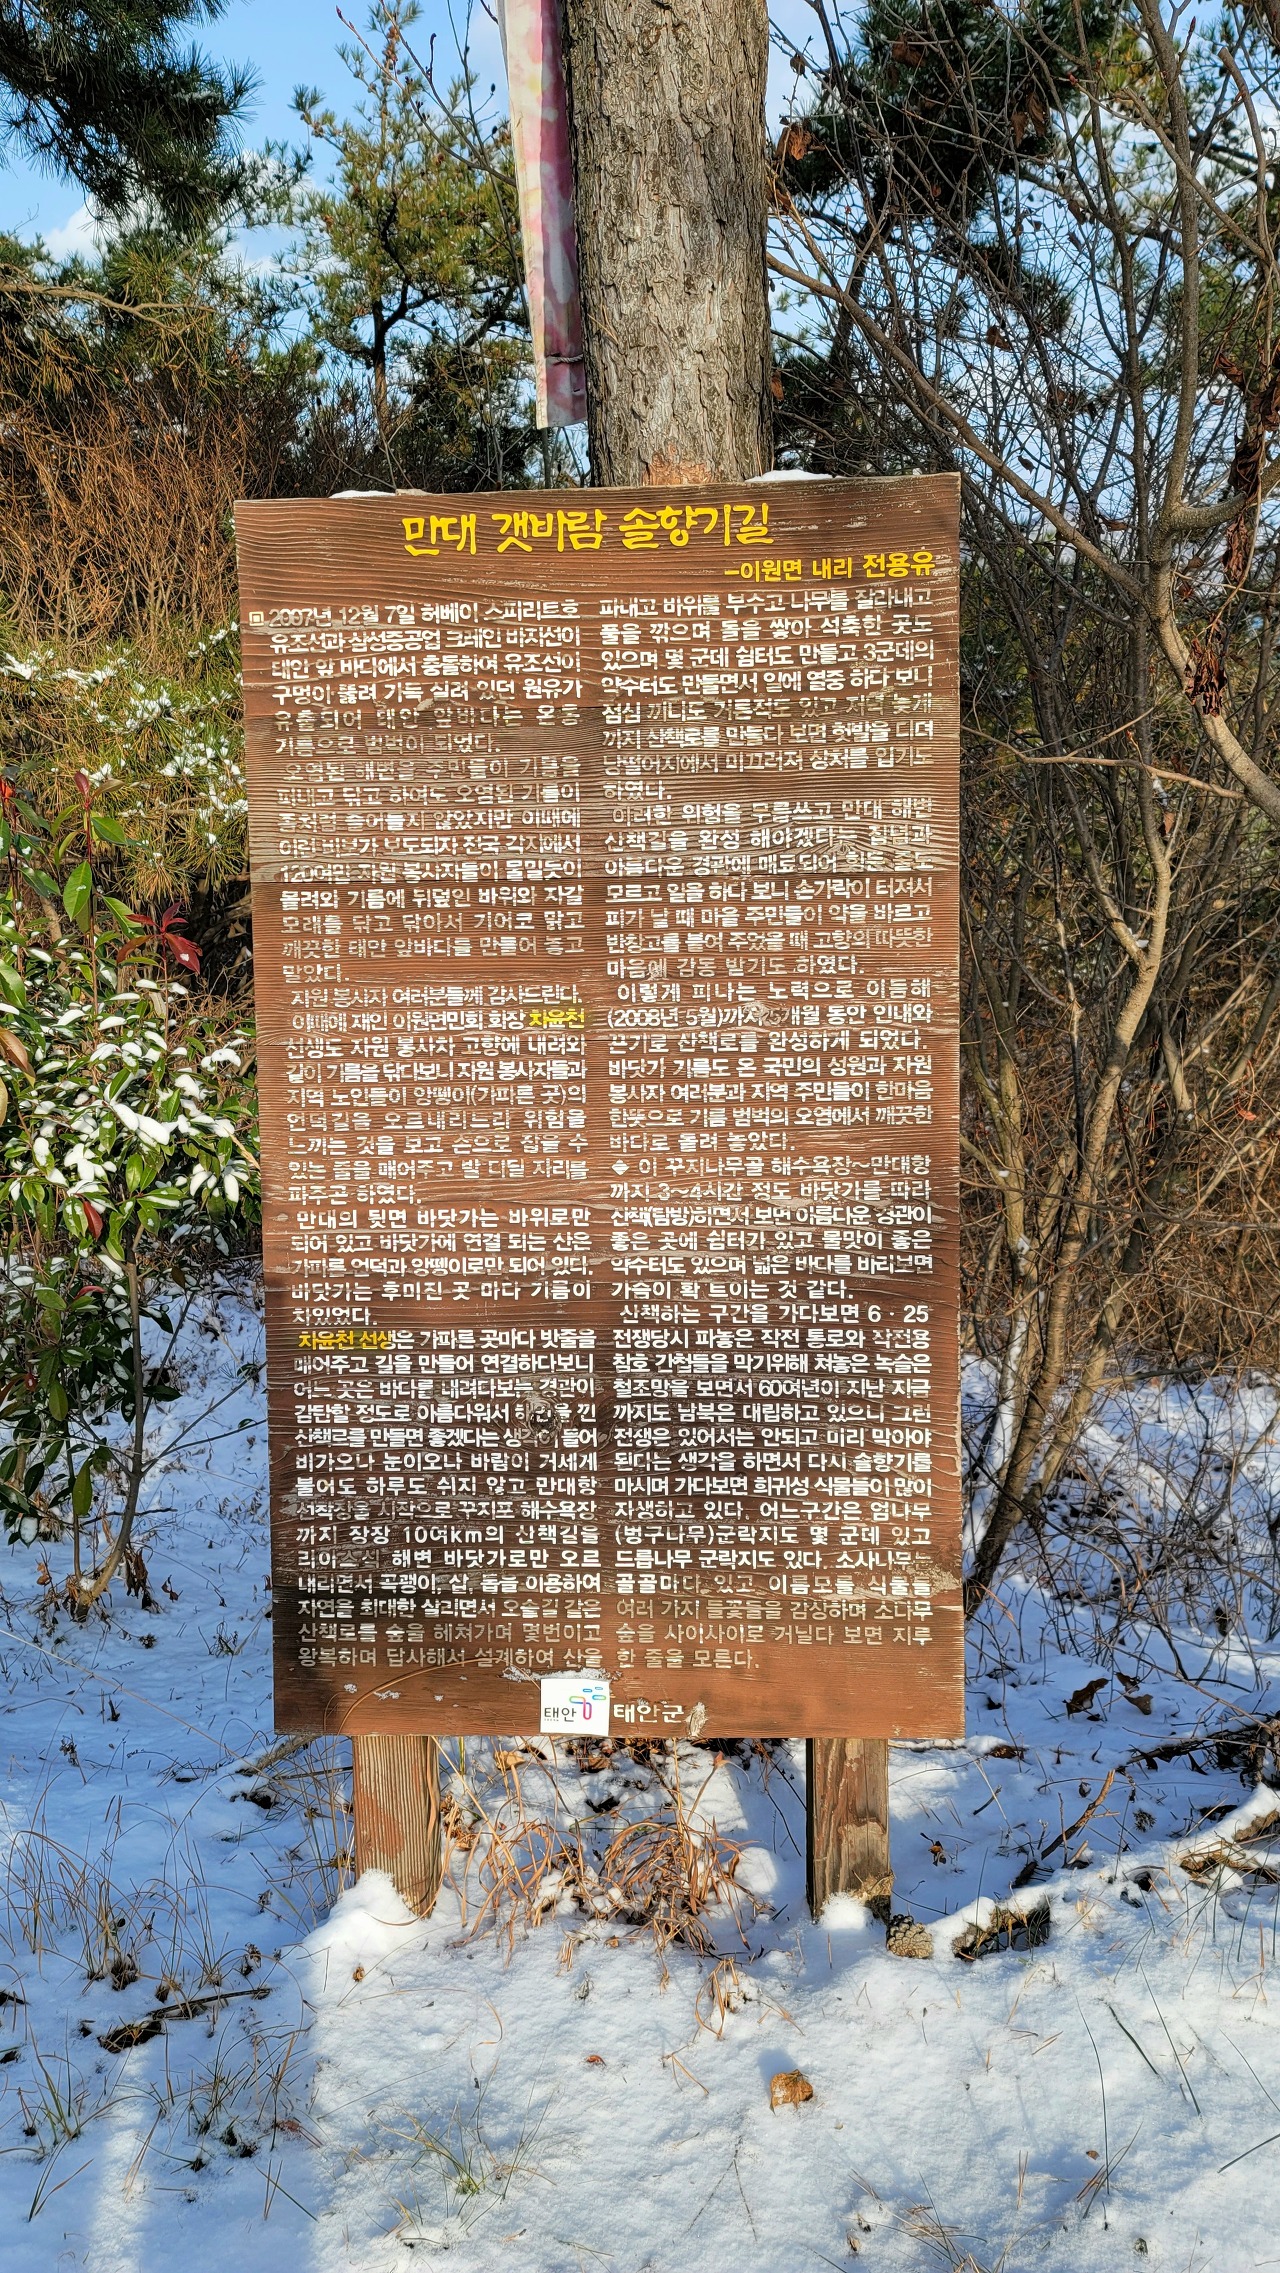 만대 갯바람 솔향기길
-이원면 내리 전용유
2007년 12월 7일 허베이 스피리트호
유조선과 삼성중공업 크레인 바지선이
태안 앞 바다에서 충돌하여 유조선이
구멍이 뚫려 가득 실려 있던 원유가
유출되어 태안 앞바다는 온통
기름으로 범벅이 되었다.
오염된 해변을 주민들이 기름을
퍼내고 닦고 하여도 오염된 기름이
좀처럼 줄어들지 않았지만 이때에
이런 비보가 보도되자 전국 각지에서
120여만 자원 봉사자들이 물밀듯이
몰려와 기름에 뒤덮인 바위와 자갈
모래를 닦고 닦아서 기어코 맑고
깨끗한 태안 앞바다를 만들어 놓고
말았다.
자원 봉사자 여러분들께 감사드린다.
이때에 재인 이원면민회 회장 차윤천
선생도 자원 봉사차 고향에 내려와
같이 기름을 닦다보니 자원 봉사자들과
지역 노인들이 앙뗑이(가파른 곳)의
언덕길을 오르내리느라 위험을
느끼는 것을 보고 손으로 잡을 수
있는 줄을 매어주고 발 디딜 자리를
파주곤 하였다.
만대의 뒷면 바닷가는 바위로만
되어 있고 바닷가에 연결 되는 산은
가파른 언덕과 앙뗑이로만 되어 있다.
바닷가는 후미진 곳 마다 기름이
차있었다.
차윤천 선생은 가파른 곳마다 밧줄을
매어주고 길을 만들어 연결하다보니
어느 곳은 바다를 내려다보는 경관이
감탄할 정도로 아름다워서 해안을 낀
산책로를 만들면 좋겠다는 생각이 들어
비가오나 눈이오나 바람이 거세게
불어도 하루도 쉬지 않고 만대항
선착장을 시작으로 꾸지포 해수욕장
까지 장장 10여km의 산책길을
리아스식 해변 바닷가로만 오르
내리면서 곡괭이, 삽, 톱을 이용하여
자연을 최대한 살리면서 오솔길 같은
산책로를 숲을 헤쳐가며 몇번이고
왕복하며 답사해서 설계하여 산을
파내고 바위를 부수고 나무를 잘라내고
풀을 깎으며 돌을 쌓아 석축한 곳도
있으며 몇 군데 쉼터도 만들고 3군데의
약수터도 만들면서 일에 열중 하다 보니
점심 끼니도 거른적도 있고 저녁 늦게
까지 산책로를 만들다 보면 헛발을 디뎌
낭떨어지에서 미끄러져 상처를 입기도
하였다.
이러한 위험을 무릅쓰고 만대 해변
산책길을 완성 해야겠다는 집념과
아름다운 경관에 매료되어 힘든 줄도
모르고 일을 하다 보니 손가락이 터져서
피가 날 때 마을 주민들이 약을 바르고
반창고를 붙여 주었을 때 고향의 따뜻한
마음에 감동 받기도 하였다.
이렇게 피나는 노력으로 이듬해
(2008년 5월)까지 개월 동안 인내와
끈기로 산책로를 완성하게 되었다.
바닷가 기름도 온 국민의 성원과 자원
봉사자 여러분과 지역 주민들이 한마음
한뜻으로 기름 범벅의 오염에서 깨끗한
바다로 돌려 놓았다.
◈ 이 꾸지나무골 해수욕장~만대항
까지 3~4시간 정도 바닷가를 따라
산책(탐방)하면서 보면 아름다운 경관이
좋은 곳에 쉼터가 있고 물맛이 좋은
약수터도 있으며 넓은 바다를 바라보면
가슴이 확 트이는 것 같다.
산책하는 구간을 가다보면 6·25
전쟁당시 파놓은 작전 통로와 작전용
참호 간첩들을 막기위해 쳐놓은 녹슬은
철조망을 보면서 60여년이 지난 지금
까지도 남북은 대립하고 있으니 그런
전쟁은 있어서는 안되고 미리 막아야
된다는 생각을 하면서 다시 솔향기를
마시며 가다보면 희귀성 식물들이 많이
자생하고 있다. 어느구간은 엄나무
(벙구나무)군락지도 몇 군데 있고
드릅나무 군락지도 있다. 소사나무는
골골마다 있고 이름모를 식물들
여러 가지 들꽃들을 감상하며 소나무
숲을 사이사이로 거닐다 보면 지루
한 줄을 모른다.
태안
태안군